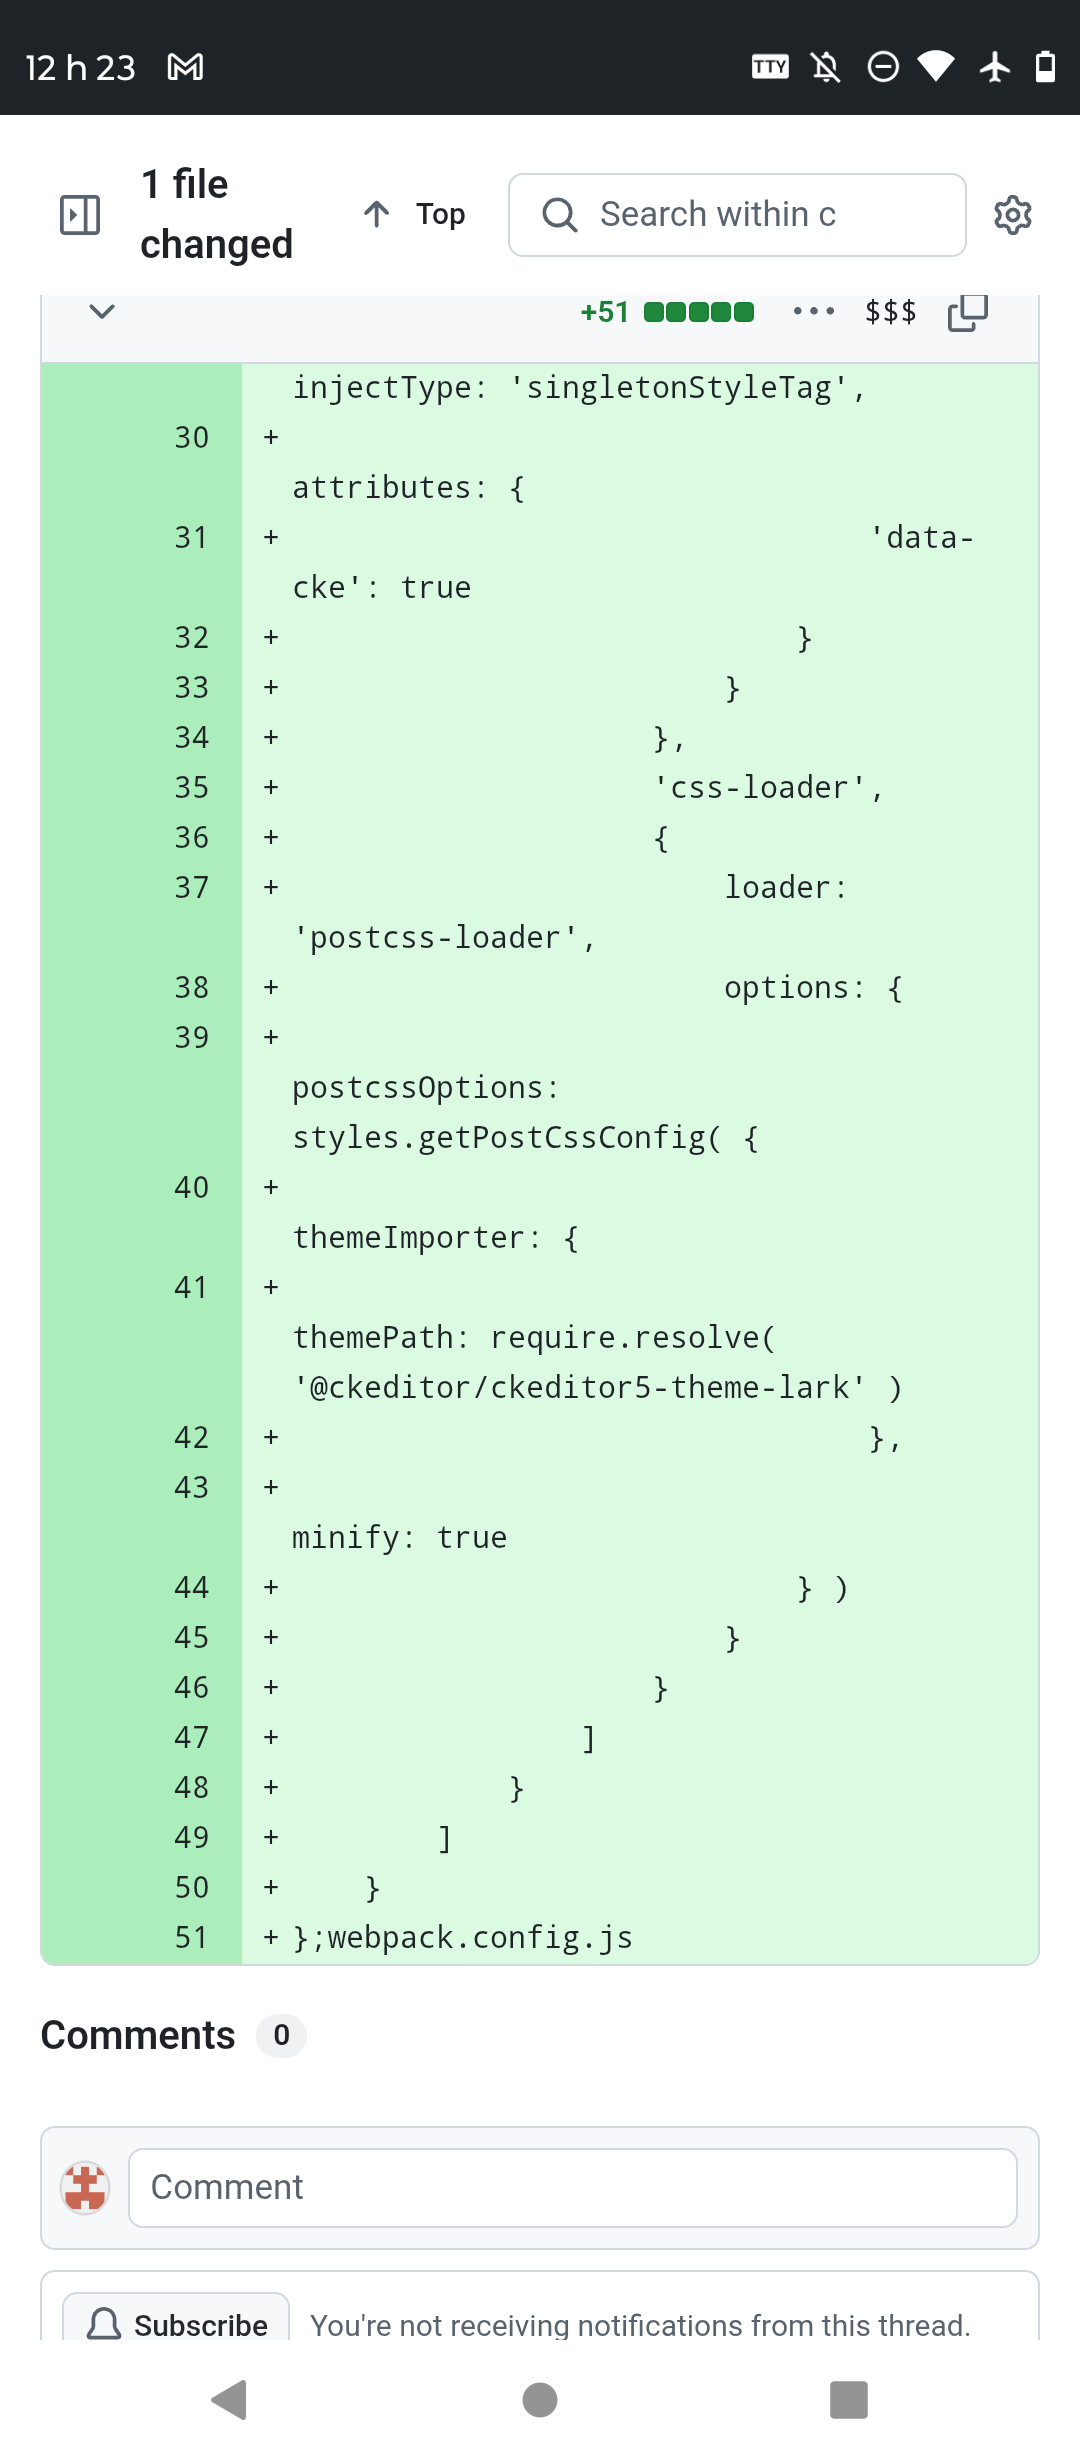 12 h 23 TTY
1 file
changed
Top
Search within c
+51 ••• $$$
injectType: 'singletonStyleTag',
30 +
attributes: {
31 + 'data-
cke': true
32 + }
33 + }
34 + },
35 + 'css-loader',
36 + {
37 + loader:
'postcss-loader',
38 + options: {
39 +
postcssOptions:
styles.getPostCssConfig( {
40 +
themeImporter: {
41 +
themePath: require.resolve(
'@ckeditor/ckeditor5-theme-lark' )
42 + },
43 +
minify: true
44 + } )
45 + }
46 + }
47 + ]
48 + }
49 + ]
50 + }
51 + };webpack.config.js
Comments 0
Comment
Subscribe You're not receiving notifications from this thread.